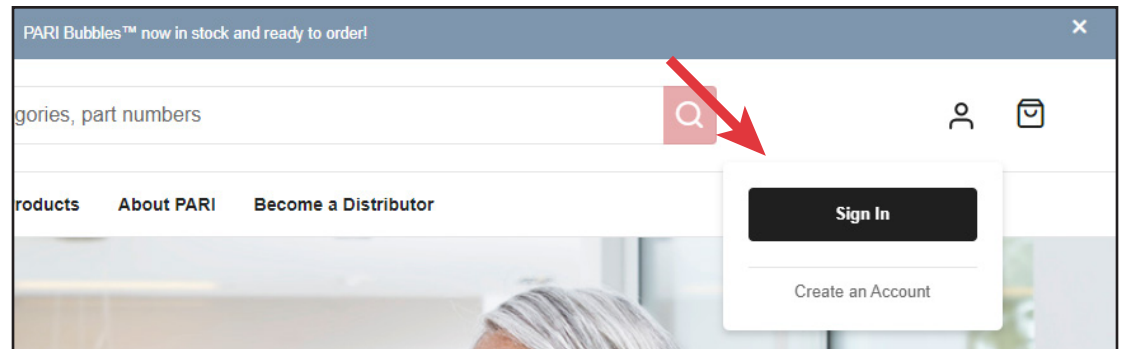 PARI Bubbles™ now in stock and ready to order!
gories, part numbers
roducts About PARI Become a Distributor
Sign In
Create an Account